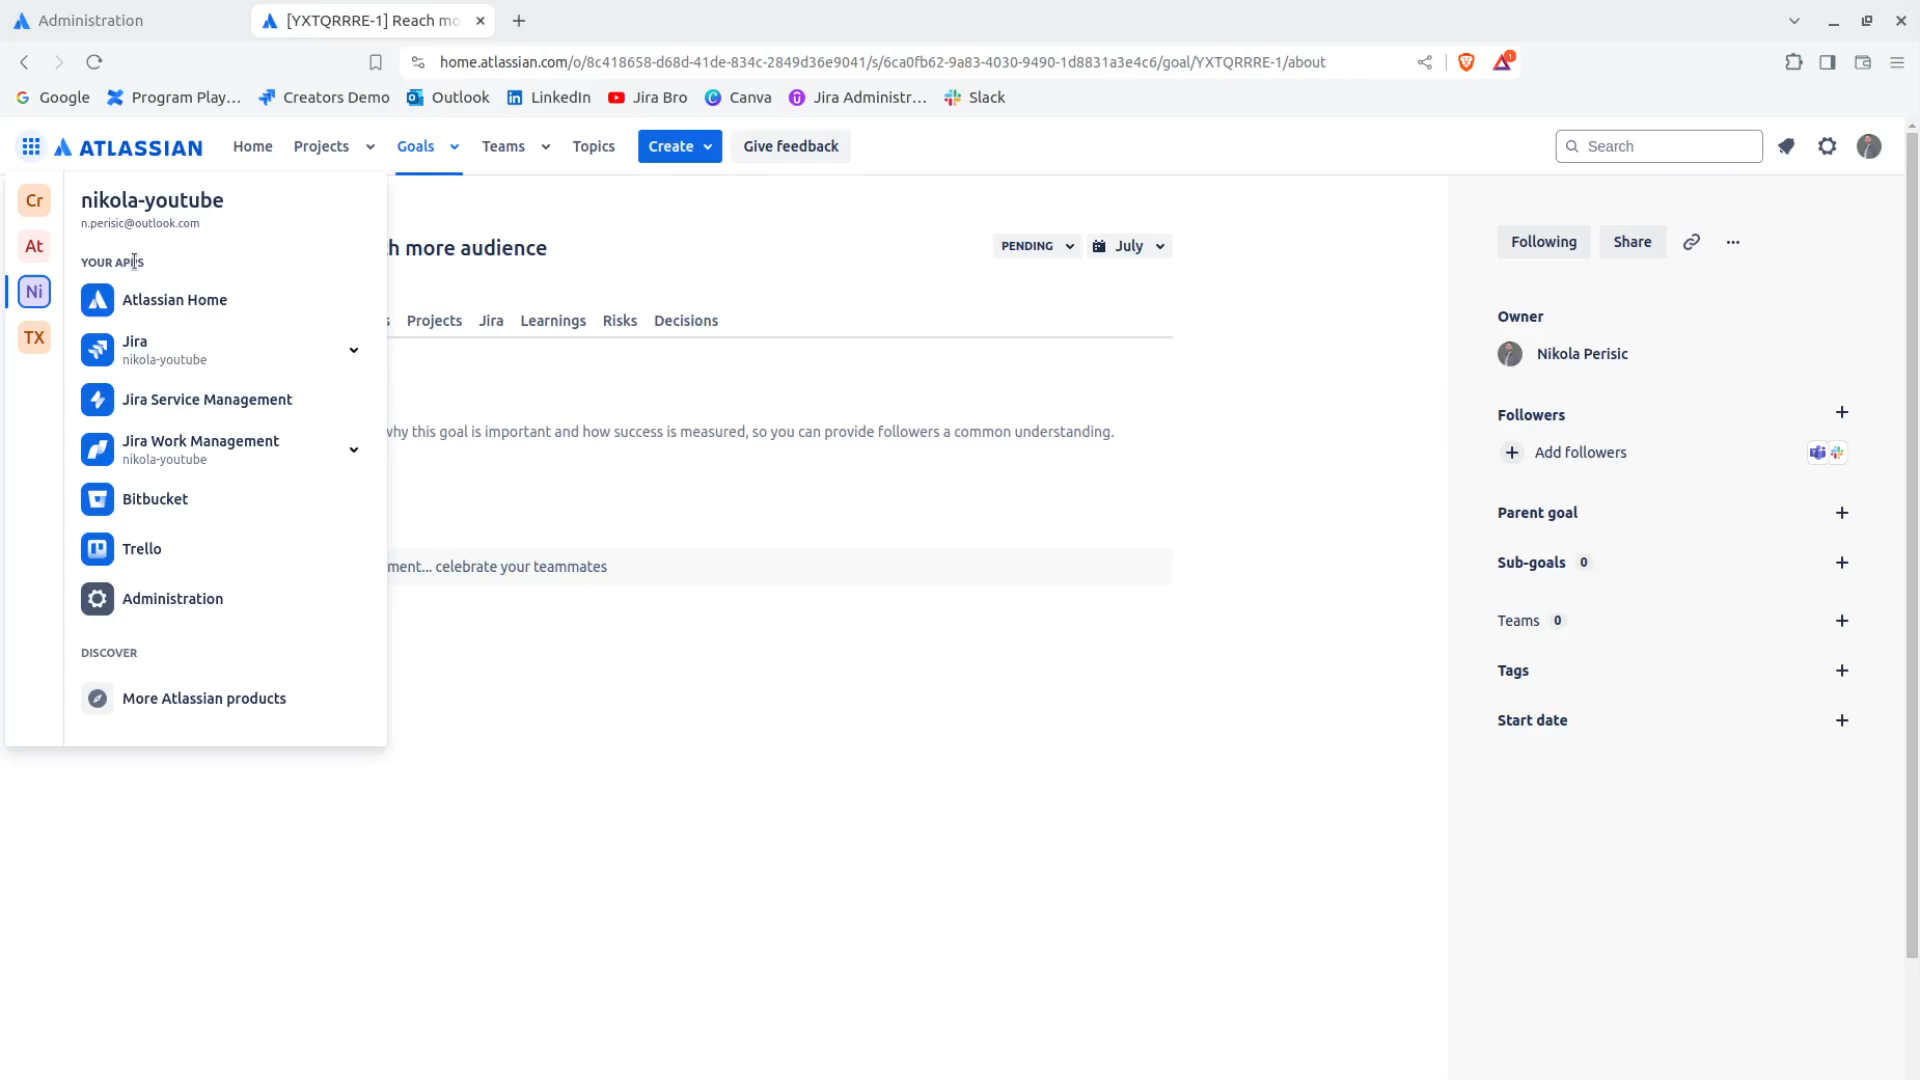 Administration
[YXTQRRRE-1] Reach mo
home.atlassian.com/o/8c418658-d68d-41de-834c-2849d36e9041/s/6ca0fb62-9a83-4030-9490-1d8831a3e4c6/goal/YXTQRRRE-1/about
1
Google
Program Play...
Creators Demo
Outlook
LinkedIn
Jira Bro
Canva
Jira Administr...
Slack
ATLASSIAN
Home
Projects
Goals
Teams
Topics
Create
Give feedback
Search
Cr
At
Ni
TX
nikola-youtube
n.perisic@outlook.com
YOUR APPS
Atlassian Home
Jira
nikola-youtube
Jira Service Management
Jira Work Management
nikola-youtube
Bitbucket
Trello
Administration
DISCOVER
More Atlassian products
h more audience
PENDING
July
s
Projects
Jira
Learnings
Risks
Decisions
why this goal is important and how success is measured, so you can provide followers a common understanding.
ment... celebrate your teammates
Following
Share
Owner
Nikola Perisic
Followers
Add followers
Parent goal
Sub-goals 0
Teams 0
Tags
Start date